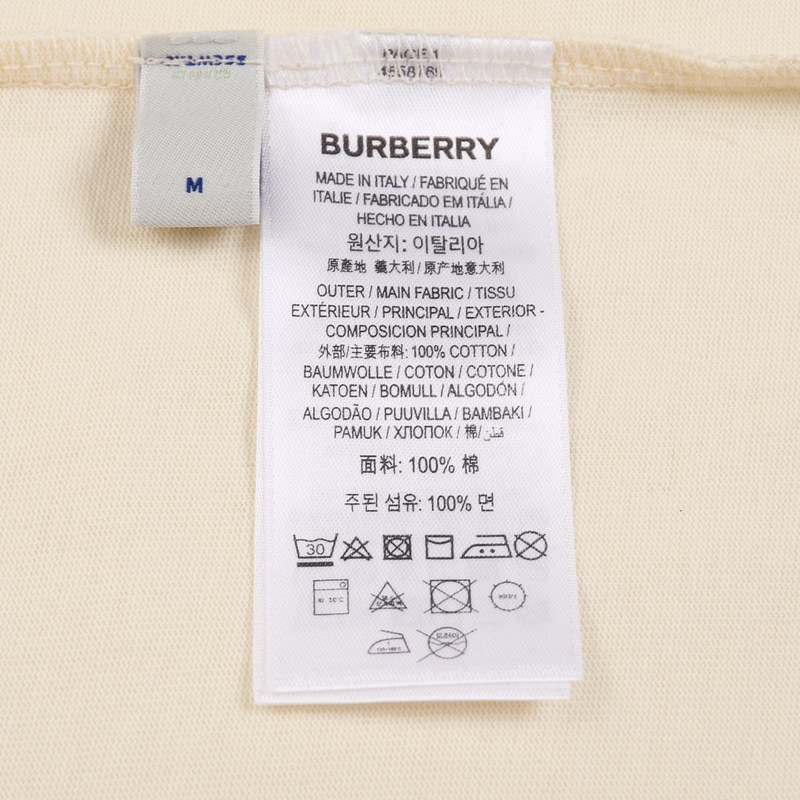 M
BURBERRY
MADE IN ITALY / FABRIQUÉ EN
ITALIE / FABRICADO EM ITÁLIA /
HECHO EN ITALIA
원산지: 이탈리아
原產地 義大利 / 原产地意大利
OUTER / MAIN FABRIC / TISSU
EXTÉRIEUR / PRINCIPAL / EXTERIOR -
COMPOSICION PRINCIPAL /
外部/主要布料: 100% COTTON /
BAUMWOLLE / COTON / COTONE /
KATOEN / BOMULL / ALGODÓN /
ALGODÃO / PUUVILLA / BAMBAKI /
PAMUK / ХЛОПОК / 棉/ قطن
面料: 100% 棉
주된 섬유: 100% 면
30